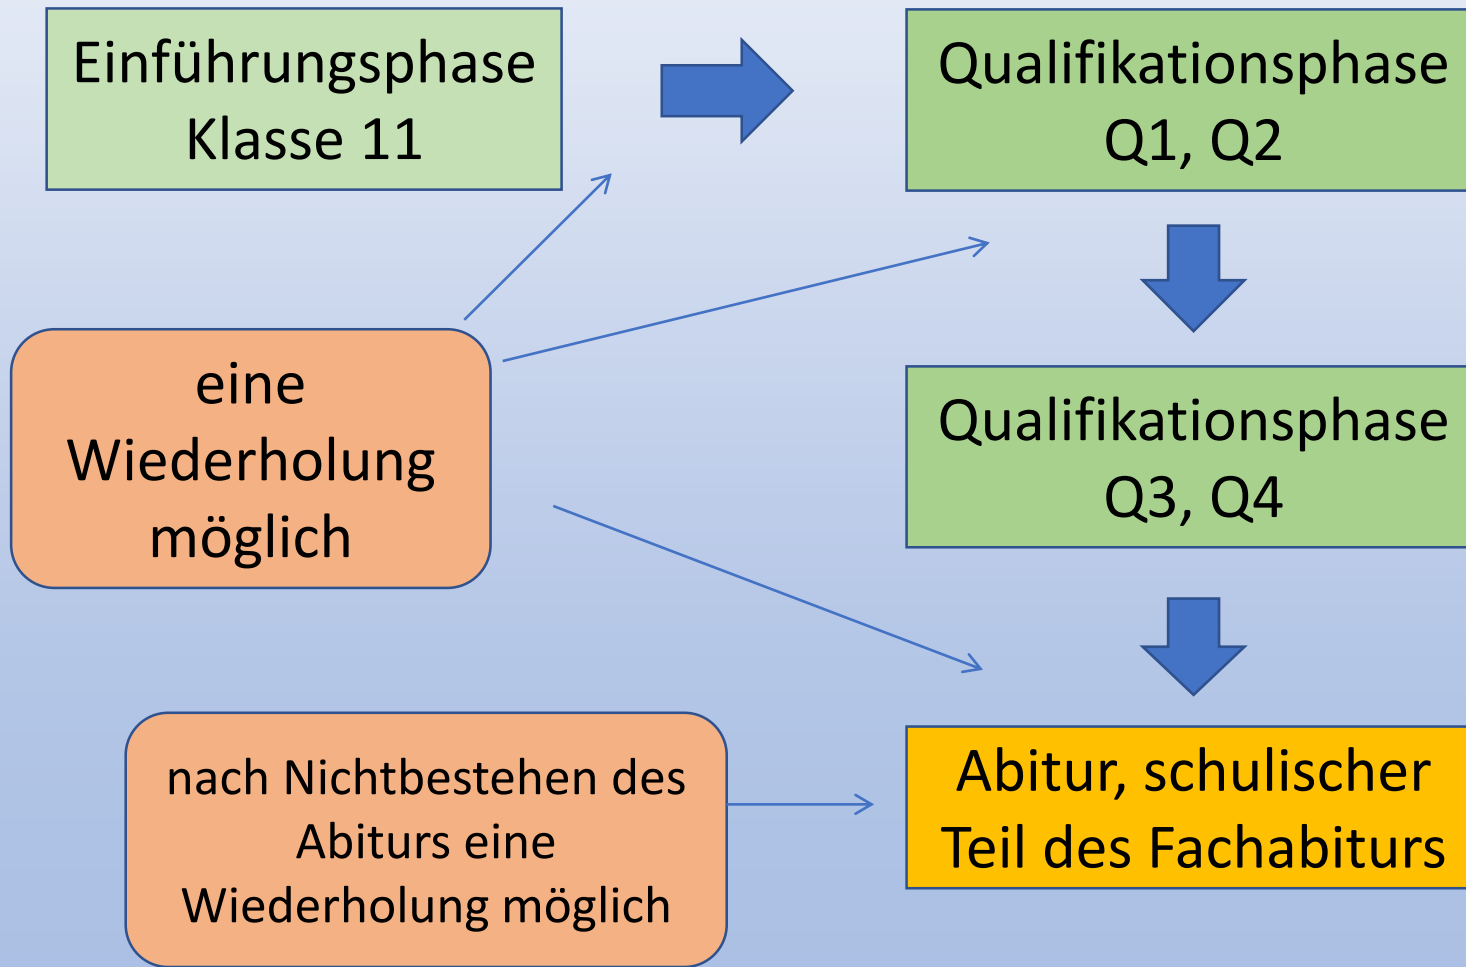 Einführungsphase
Klasse 11
Qualifikationsphase
Q1, Q2
eine
Wiederholung
möglich
Qualifikationsphase
Q3, Q4
nach Nichtbestehen des
Abiturs eine
Wiederholung möglich
Abitur, schulischer
Teil des Fachabiturs